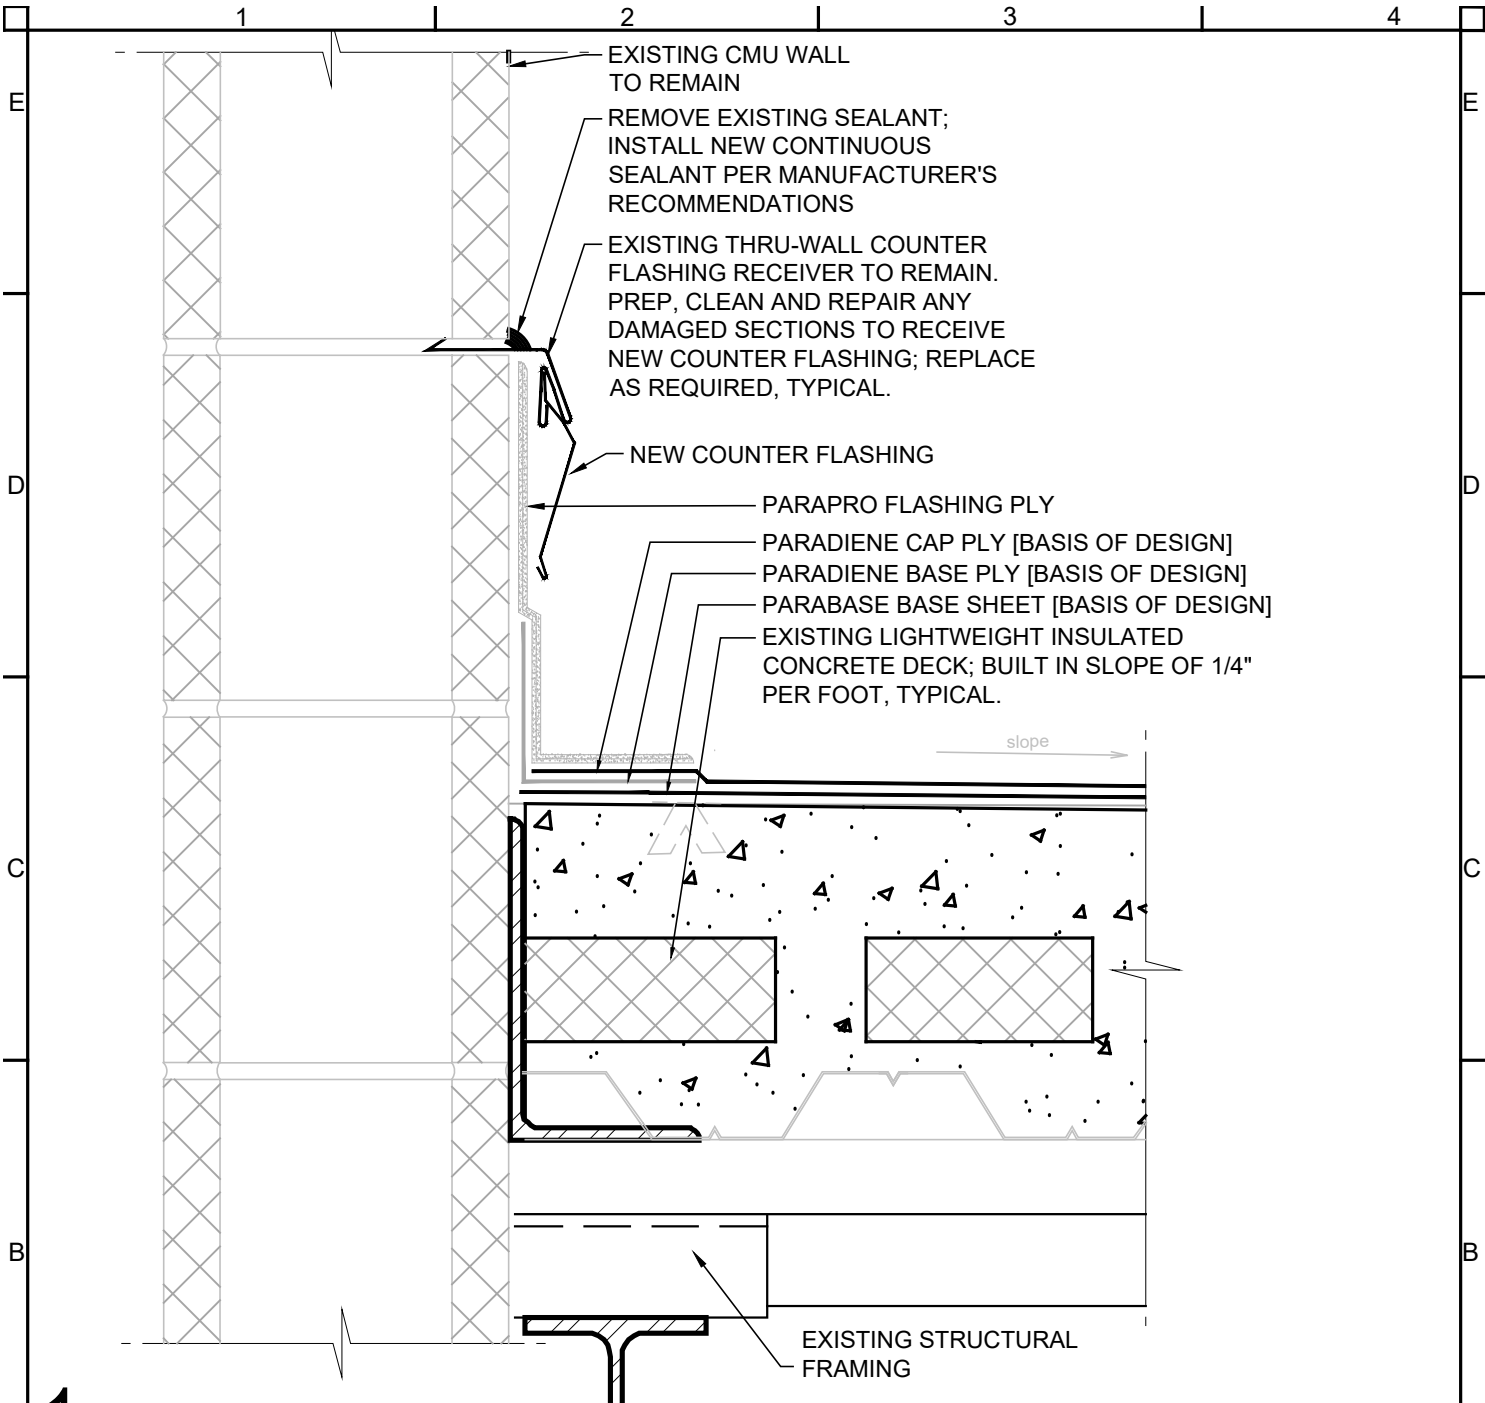 1 2 3 4
E E
EXISTING CMU WALL
TO REMAIN
REMOVE EXISTING SEALANT;
INSTALL NEW CONTINUOUS
SEALANT PER MANUFACTURER'S
RECOMMENDATIONS
EXISTING THRU-WALL COUNTER
FLASHING RECEIVER TO REMAIN.
PREP, CLEAN AND REPAIR ANY
DAMAGED SECTIONS TO RECEIVE
NEW COUNTER FLASHING; REPLACE
AS REQUIRED, TYPICAL.
NEW COUNTER FLASHING
D D
PARAPRO FLASHING PLY
PARADIENE CAP PLY [BASIS OF DESIGN]
PARADIENE BASE PLY [BASIS OF DESIGN]
PARABASE BASE SHEET [BASIS OF DESIGN]
EXISTING LIGHTWEIGHT INSULATED
CONCRETE DECK; BUILT IN SLOPE OF 1/4"
PER FOOT, TYPICAL.
slope
C C
B B
EXISTING STRUCTURAL
FRAMING